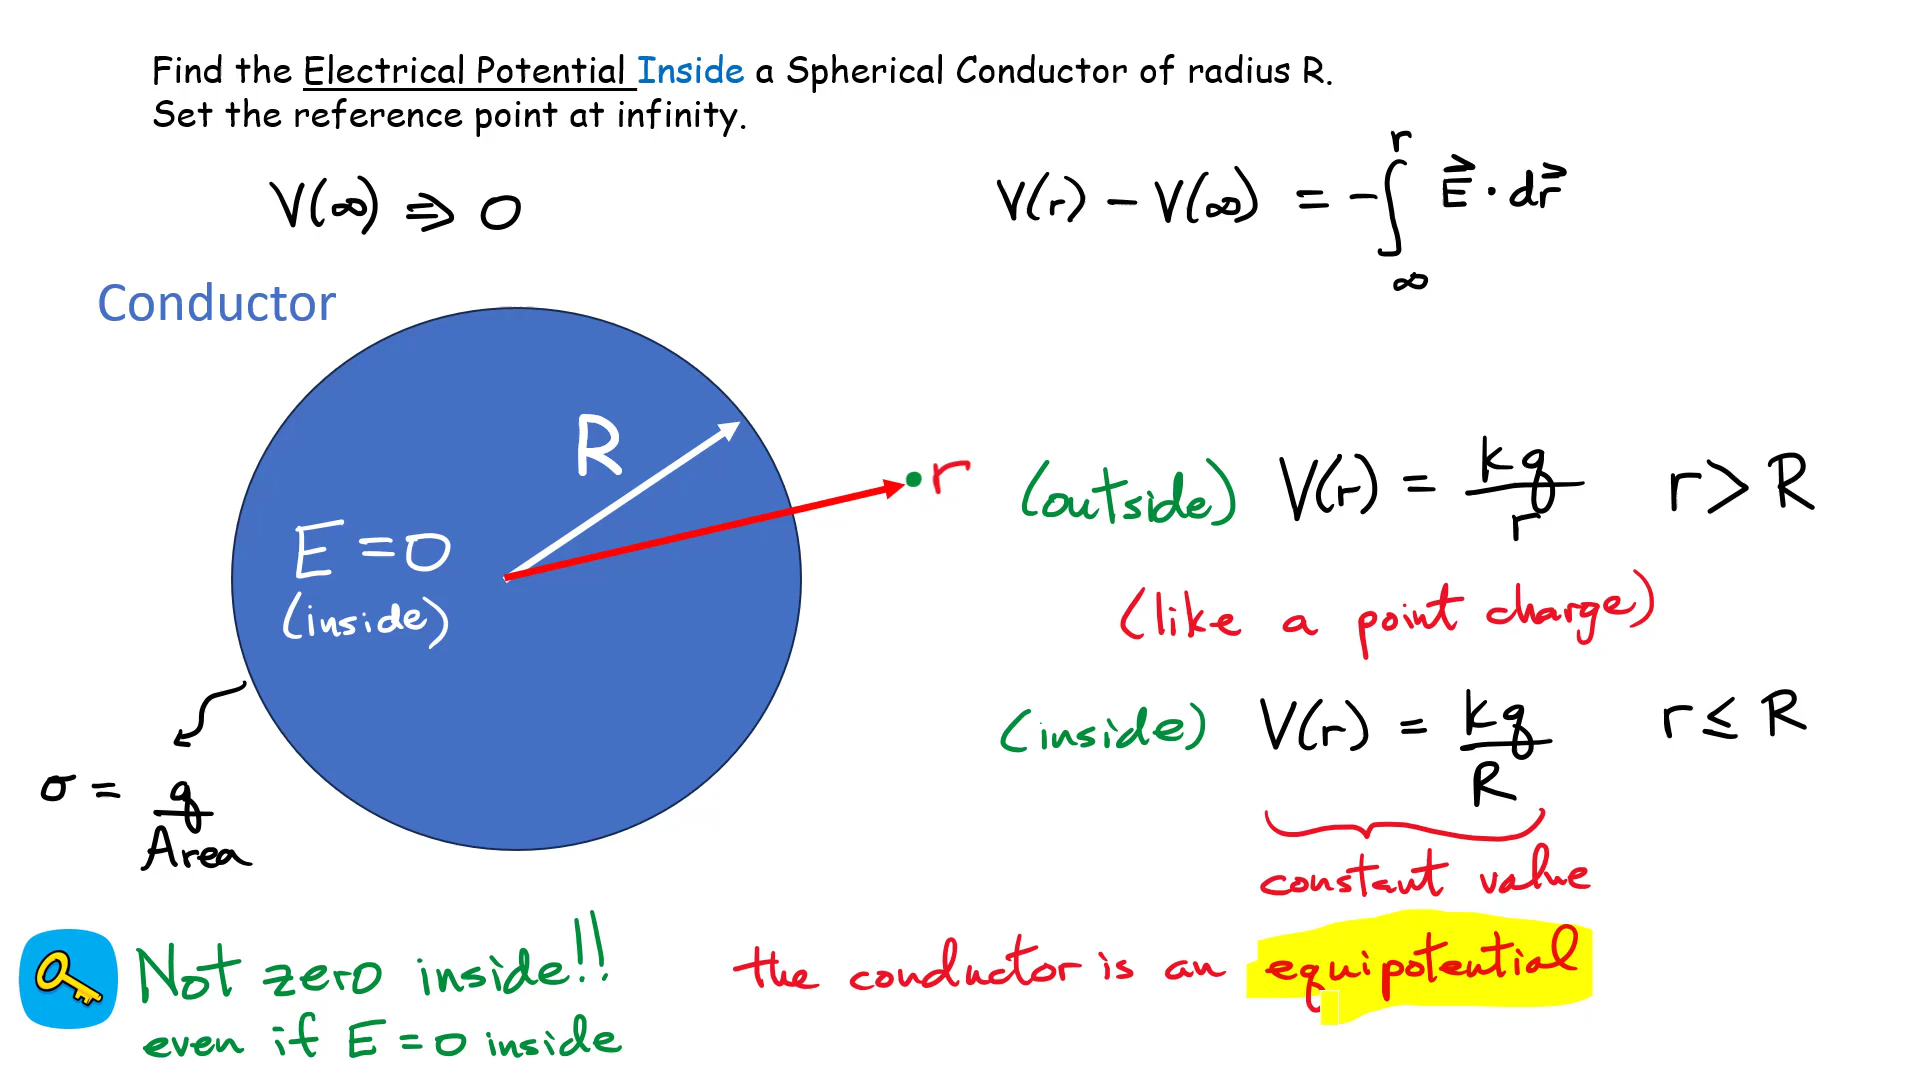 Find the Electrical Potential Inside a Spherical Conductor of radius R.
Set the reference point at infinity.
V(∞) ⇒ 0
V(r) - V(∞) = -∫_∞^r E⃗ · dr⃗
Conductor
R
r
E = 0
(inside)
(outside) V(r) = kq/r r > R
(like a point charge)
(inside) V(r) = kq/R r ≤ R
constant value
σ = q/Area
Not zero inside!!
even if E = 0 inside
the conductor is an equipotential